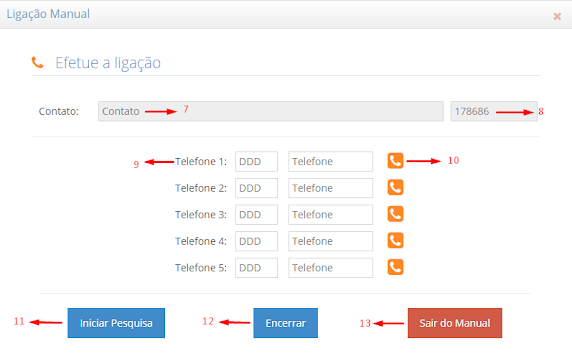 Ligação Manual ×
Efetue a ligação
Contato: Contato 7 178686 8
9 Telefone 1: DDD Telefone 10
Telefone 2: DDD Telefone
Telefone 3: DDD Telefone
Telefone 4: DDD Telefone
Telefone 5: DDD Telefone
11 Iniciar Pesquisa 12 Encerrar 13 Sair do Manual